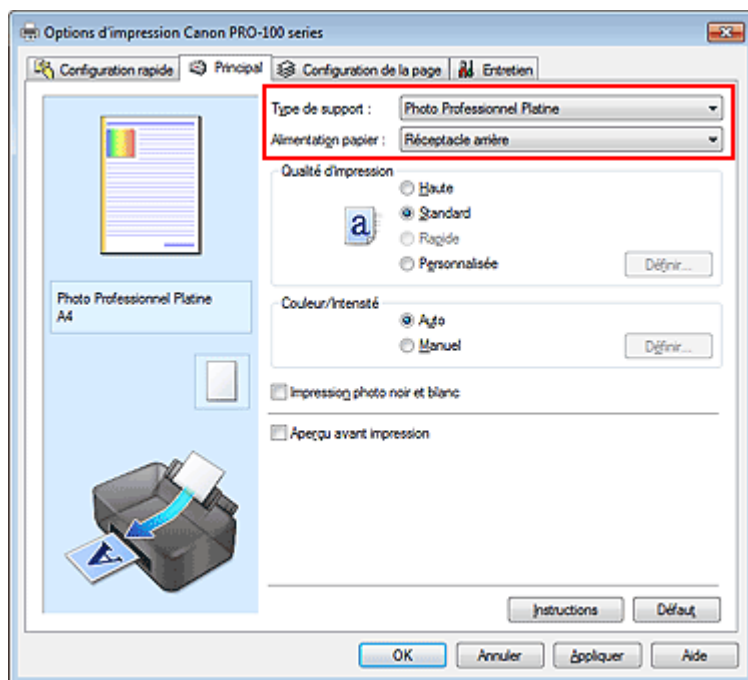 Options d'impression Canon PRO-100 series
Configuration rapide
Principal
Configuration de la page
Entretien
Type de support :
Photo Professionnel Platine
Alimentation papier :
Réceptacle arrière
Qualité d'impression
Haute
Standard
Rapide
Personnalisée
Définir...
Photo Professionnel Platine
A4
Couleur/Intensité
Auto
Manuel
Définir...
Impression photo noir et blanc
Aperçu avant impression
Instructions
Défaut
OK
Annuler
Appliquer
Aide